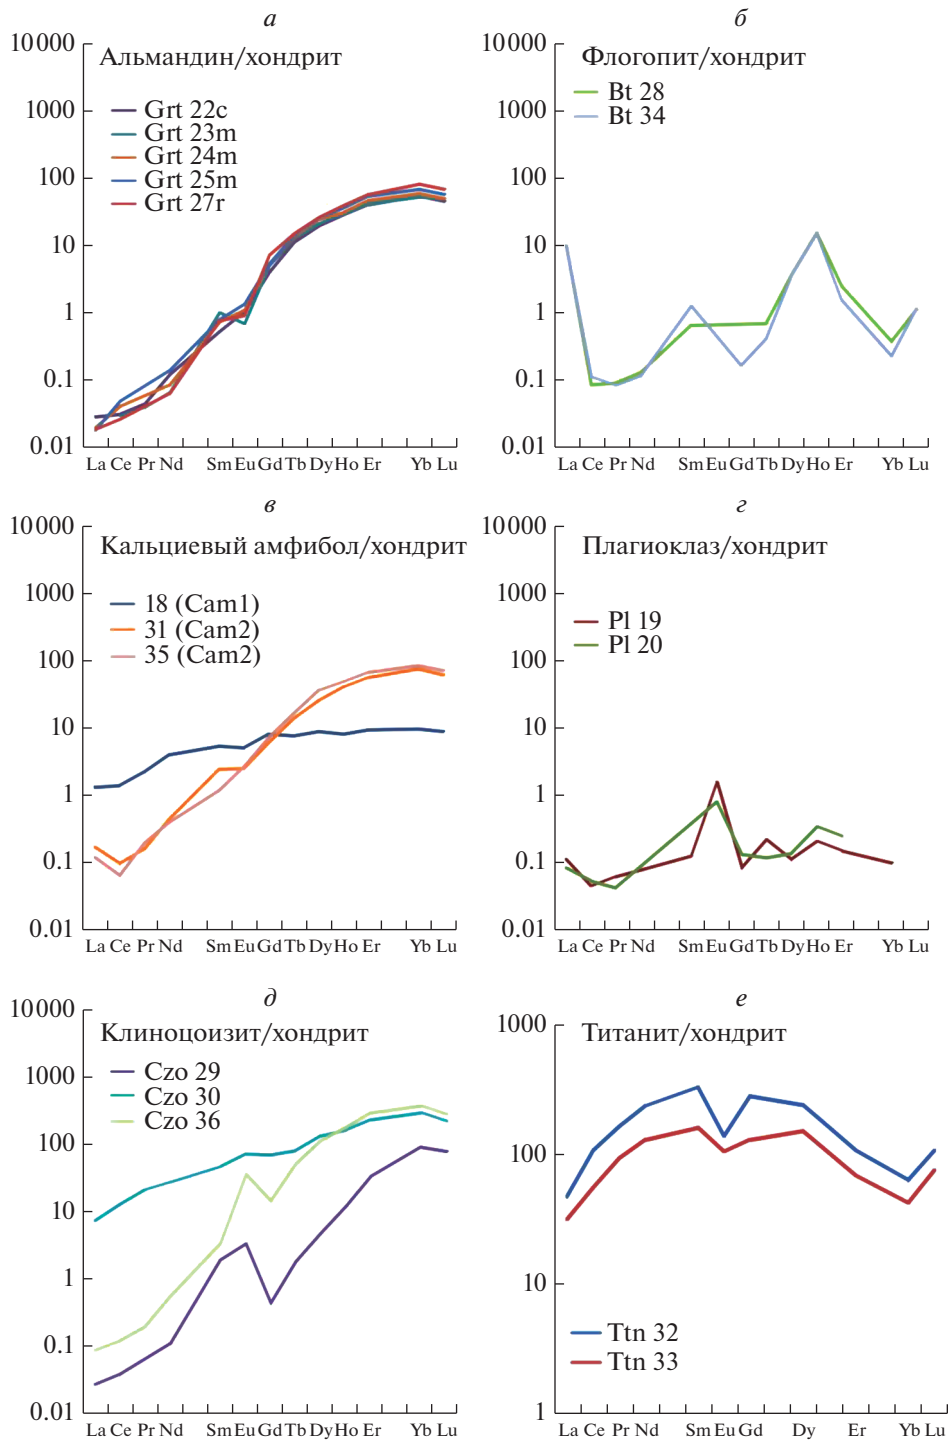 а
10000
1000
100
10
1
0.1
0.01
Альмандин/хондрит
Grt 22c
Grt 23m
Grt 24m
Grt 25m
Grt 27r
La Ce Pr Nd Sm Eu Gd Tb Dy Ho Er Yb Lu
б
10000
1000
100
10
1
0.1
0.01
Флогопит/хондрит
Bt 28
Bt 34
La Ce Pr Nd Sm Eu Gd Tb Dy Ho Er Yb Lu
в
10000
1000
100
10
1
0.1
0.01
Кальциевый амфибол/хондрит
18 (Cam1)
31 (Cam2)
35 (Cam2)
La Ce Pr Nd Sm Eu Gd Tb Dy Ho Er Yb Lu
г
10000
1000
100
10
1
0.1
0.01
Плагиоклаз/хондрит
Pl 19
Pl 20
La Ce Pr Nd Sm Eu Gd Tb Dy Ho Er Yb Lu
д
10000
1000
100
10
1
0.1
0.01
Клиноцоизит/хондрит
Czo 29
Czo 30
Czo 36
La Ce Pr Nd Sm Eu Gd Tb Dy Ho Er Yb Lu
е
1000
100
10
1
Титанит/хондрит
Ttn 32
Ttn 33
La Ce Pr Nd Sm Eu Gd Dy Er Yb Lu